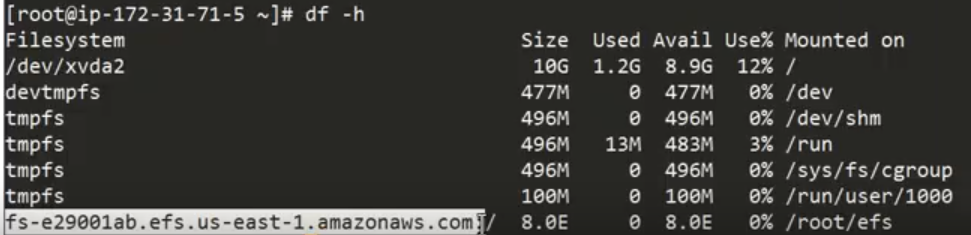 [root@ip-172-31-71-5 ~]# df -h
Filesystem Size Used Avail Use% Mounted on
/dev/xvda2 10G 1.2G 8.9G 12% /
devtmpfs 477M 0 477M 0% /dev
tmpfs 496M 0 496M 0% /dev/shm
tmpfs 496M 13M 483M 3% /run
tmpfs 496M 0 496M 0% /sys/fs/cgroup
tmpfs 100M 0 100M 0% /run/user/1000
fs-e29001ab.efs.us-east-1.amazonaws.com:/ 8.0E 0 8.0E 0% /root/efs